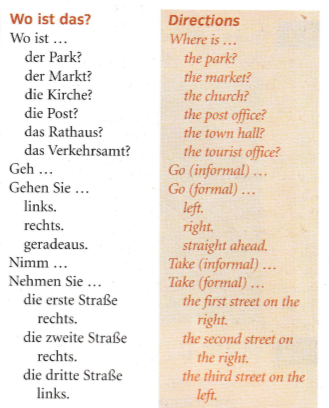 Wo ist das?
Wo ist …
der Park?
der Markt?
die Kirche?
die Post?
das Rathaus?
das Verkehrsamt?
Geh …
Gehen Sie …
links.
rechts.
geradeaus.
Nimm …
Nehmen Sie …
die erste Straße
rechts.
die zweite Straße
rechts.
die dritte Straße
links.
Directions
Where is …
the park?
the market?
the church?
the post office?
the town hall?
the tourist office?
Go (informal) …
Go (formal) …
left.
right.
straight ahead.
Take (informal) …
Take (formal) …
the first street on the
right.
the second street on
the right.
the third street on the
left.